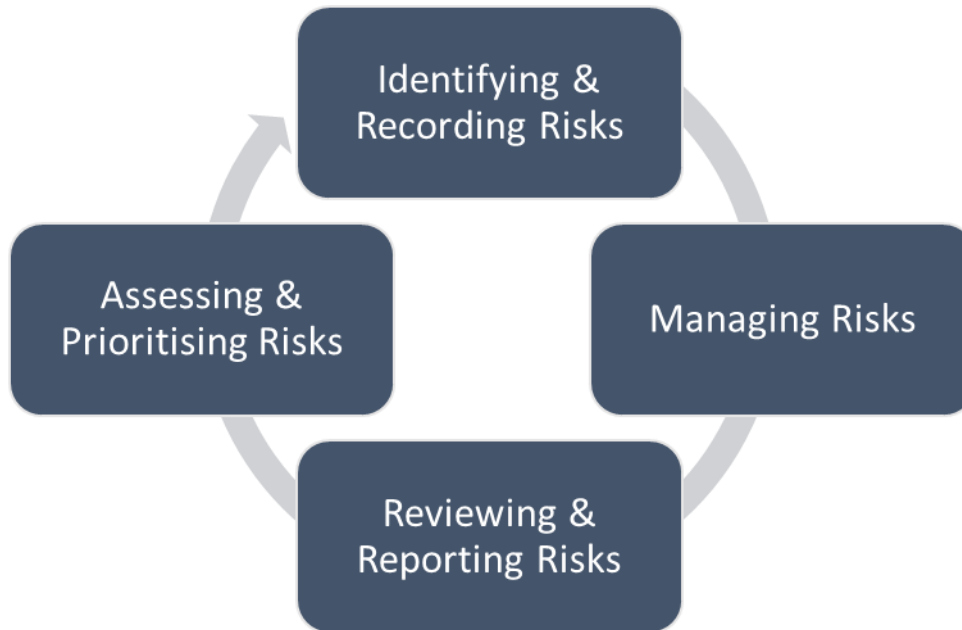 Identifying &
Recording Risks
Managing Risks
Reviewing &
Reporting Risks
Assessing &
Prioritising Risks